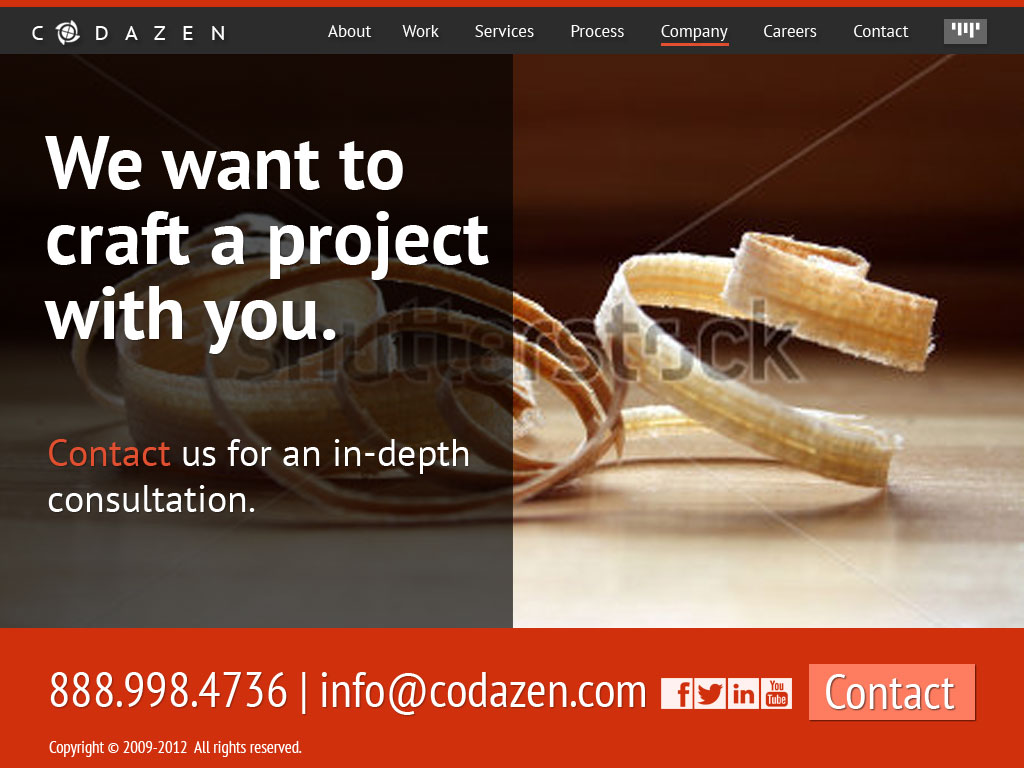 CODAZEN
About Work Services Process Company Careers Contact
We want to
craft a project
with you.
shutterstock
Contact us for an in-depth
consultation.
888.998.4736 | info@codazen.com f in You Tube Contact
Copyright © 2009-2012 All rights reserved.